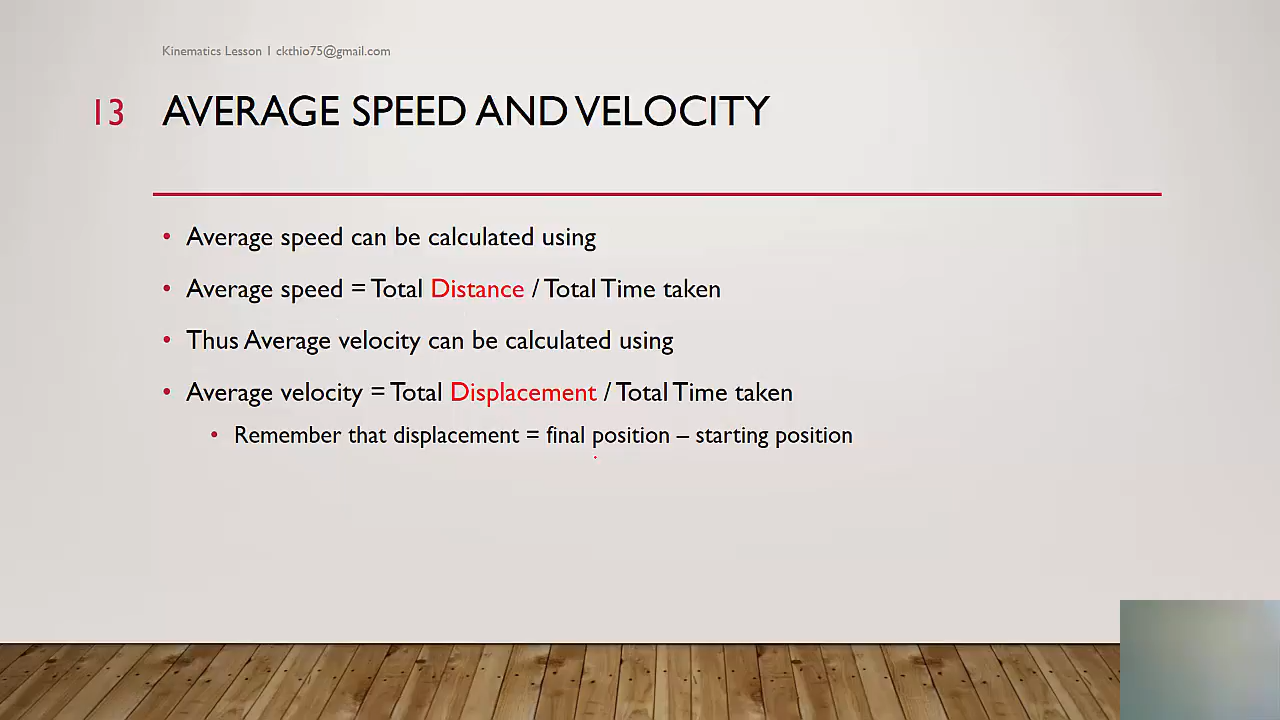 Kinematics Lesson 1 ckthio75@gmail.com
13 AVERAGE SPEED AND VELOCITY
• Average speed can be calculated using
• Average speed = Total Distance / Total Time taken
• Thus Average velocity can be calculated using
• Average velocity = Total Displacement / Total Time taken
• Remember that displacement = final position – starting position